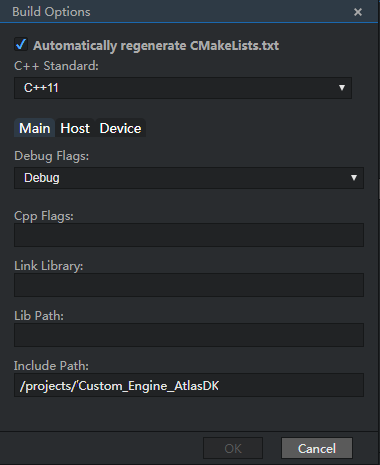 Build Options
Automatically regenerate CMakeLists.txt
C++ Standard:
C++11
Main Host Device
Debug Flags:
Debug
Cpp Flags:
Link Library:
Lib Path:
Include Path:
/projects/'Custom_Engine_AtlasDK
OK Cancel